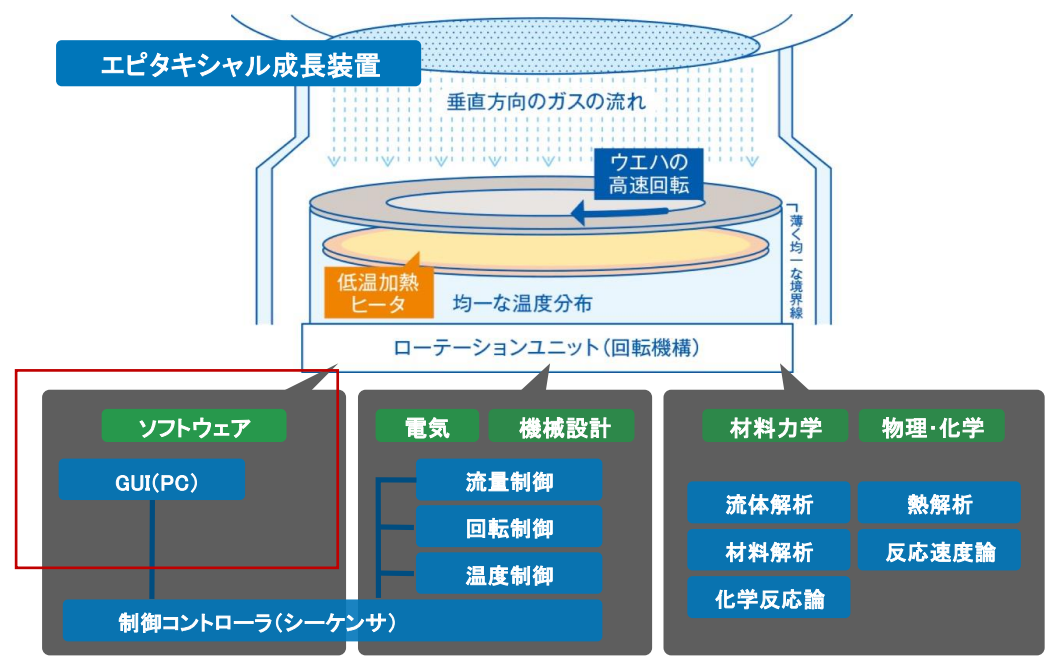 エピタキシャル成長装置
垂直方向のガスの流れ
ウエハの
高速回転
薄く均一な境界線
低温加熱
ヒータ
均一な温度分布
ローテーションユニット(回転機構)
ソフトウェア
GUI(PC)
電気
機械設計
流量制御
回転制御
温度制御
制御コントローラ(シーケンサ)
材料力学
物理・化学
流体解析
熱解析
材料解析
反応速度論
化学反応論